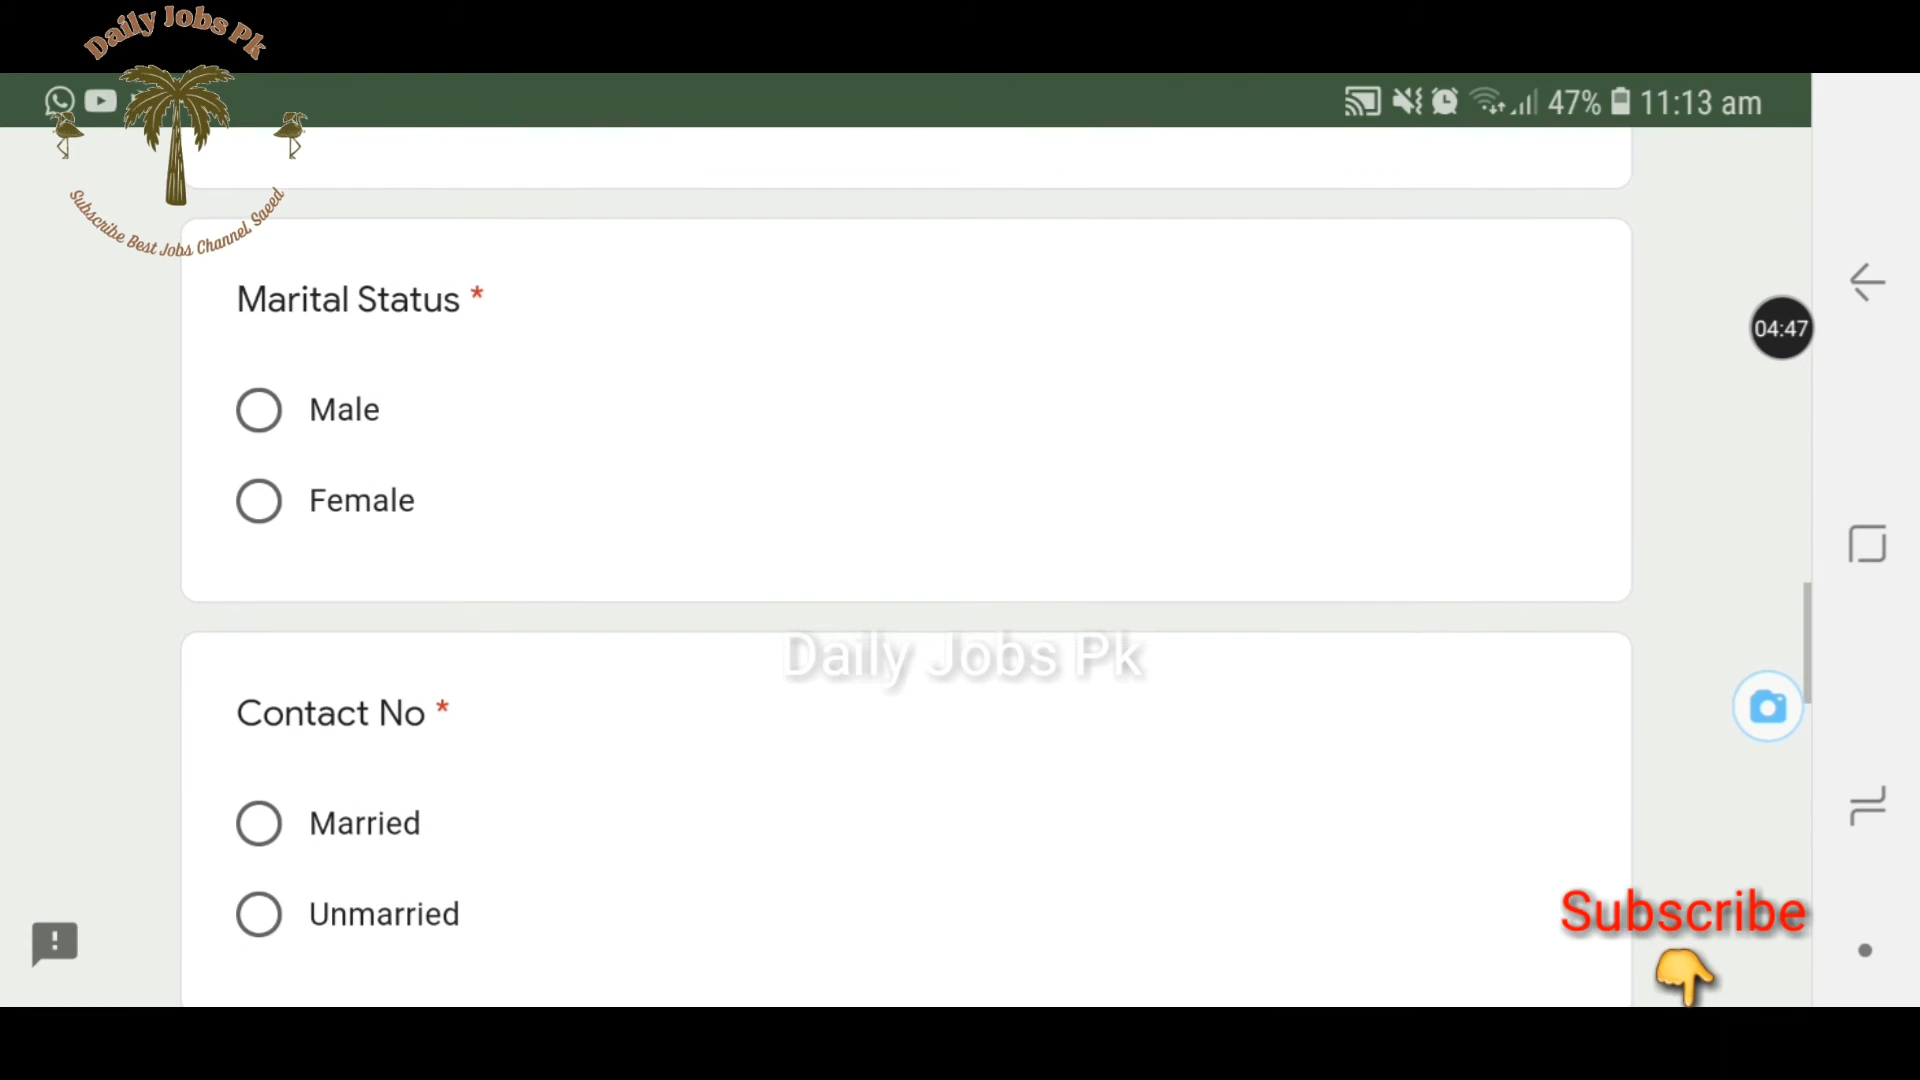 Daily Jobs Pk
Subscribe Best Jobs Channel, Saeed
47% 11:13 am
Marital Status *
04:47
Male
Female
Daily Jobs Pk
Contact No *
Married
Unmarried
Subscribe